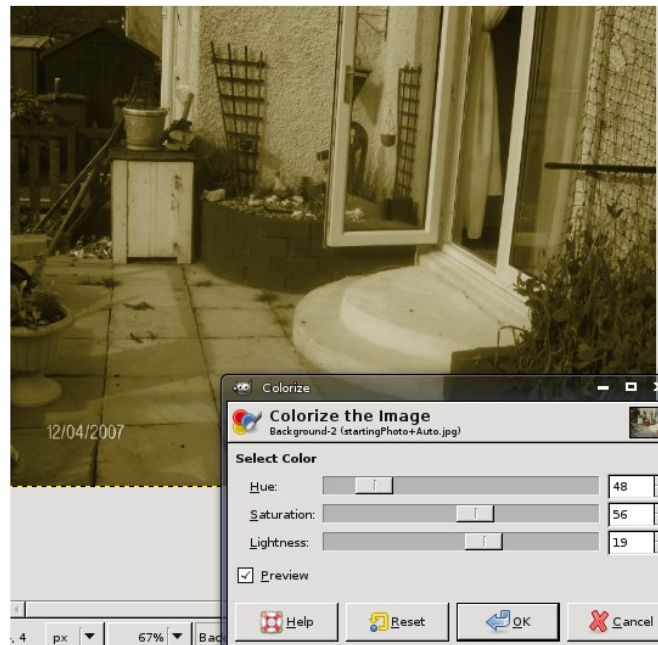 12/04/2007
Colorize
Colorize the Image
Background-2 (startingPhoto+Auto.jpg)
Select Color
Hue: 48
Saturation: 56
Lightness: 19
Preview
Help Reset OK Cancel
4 px 67%